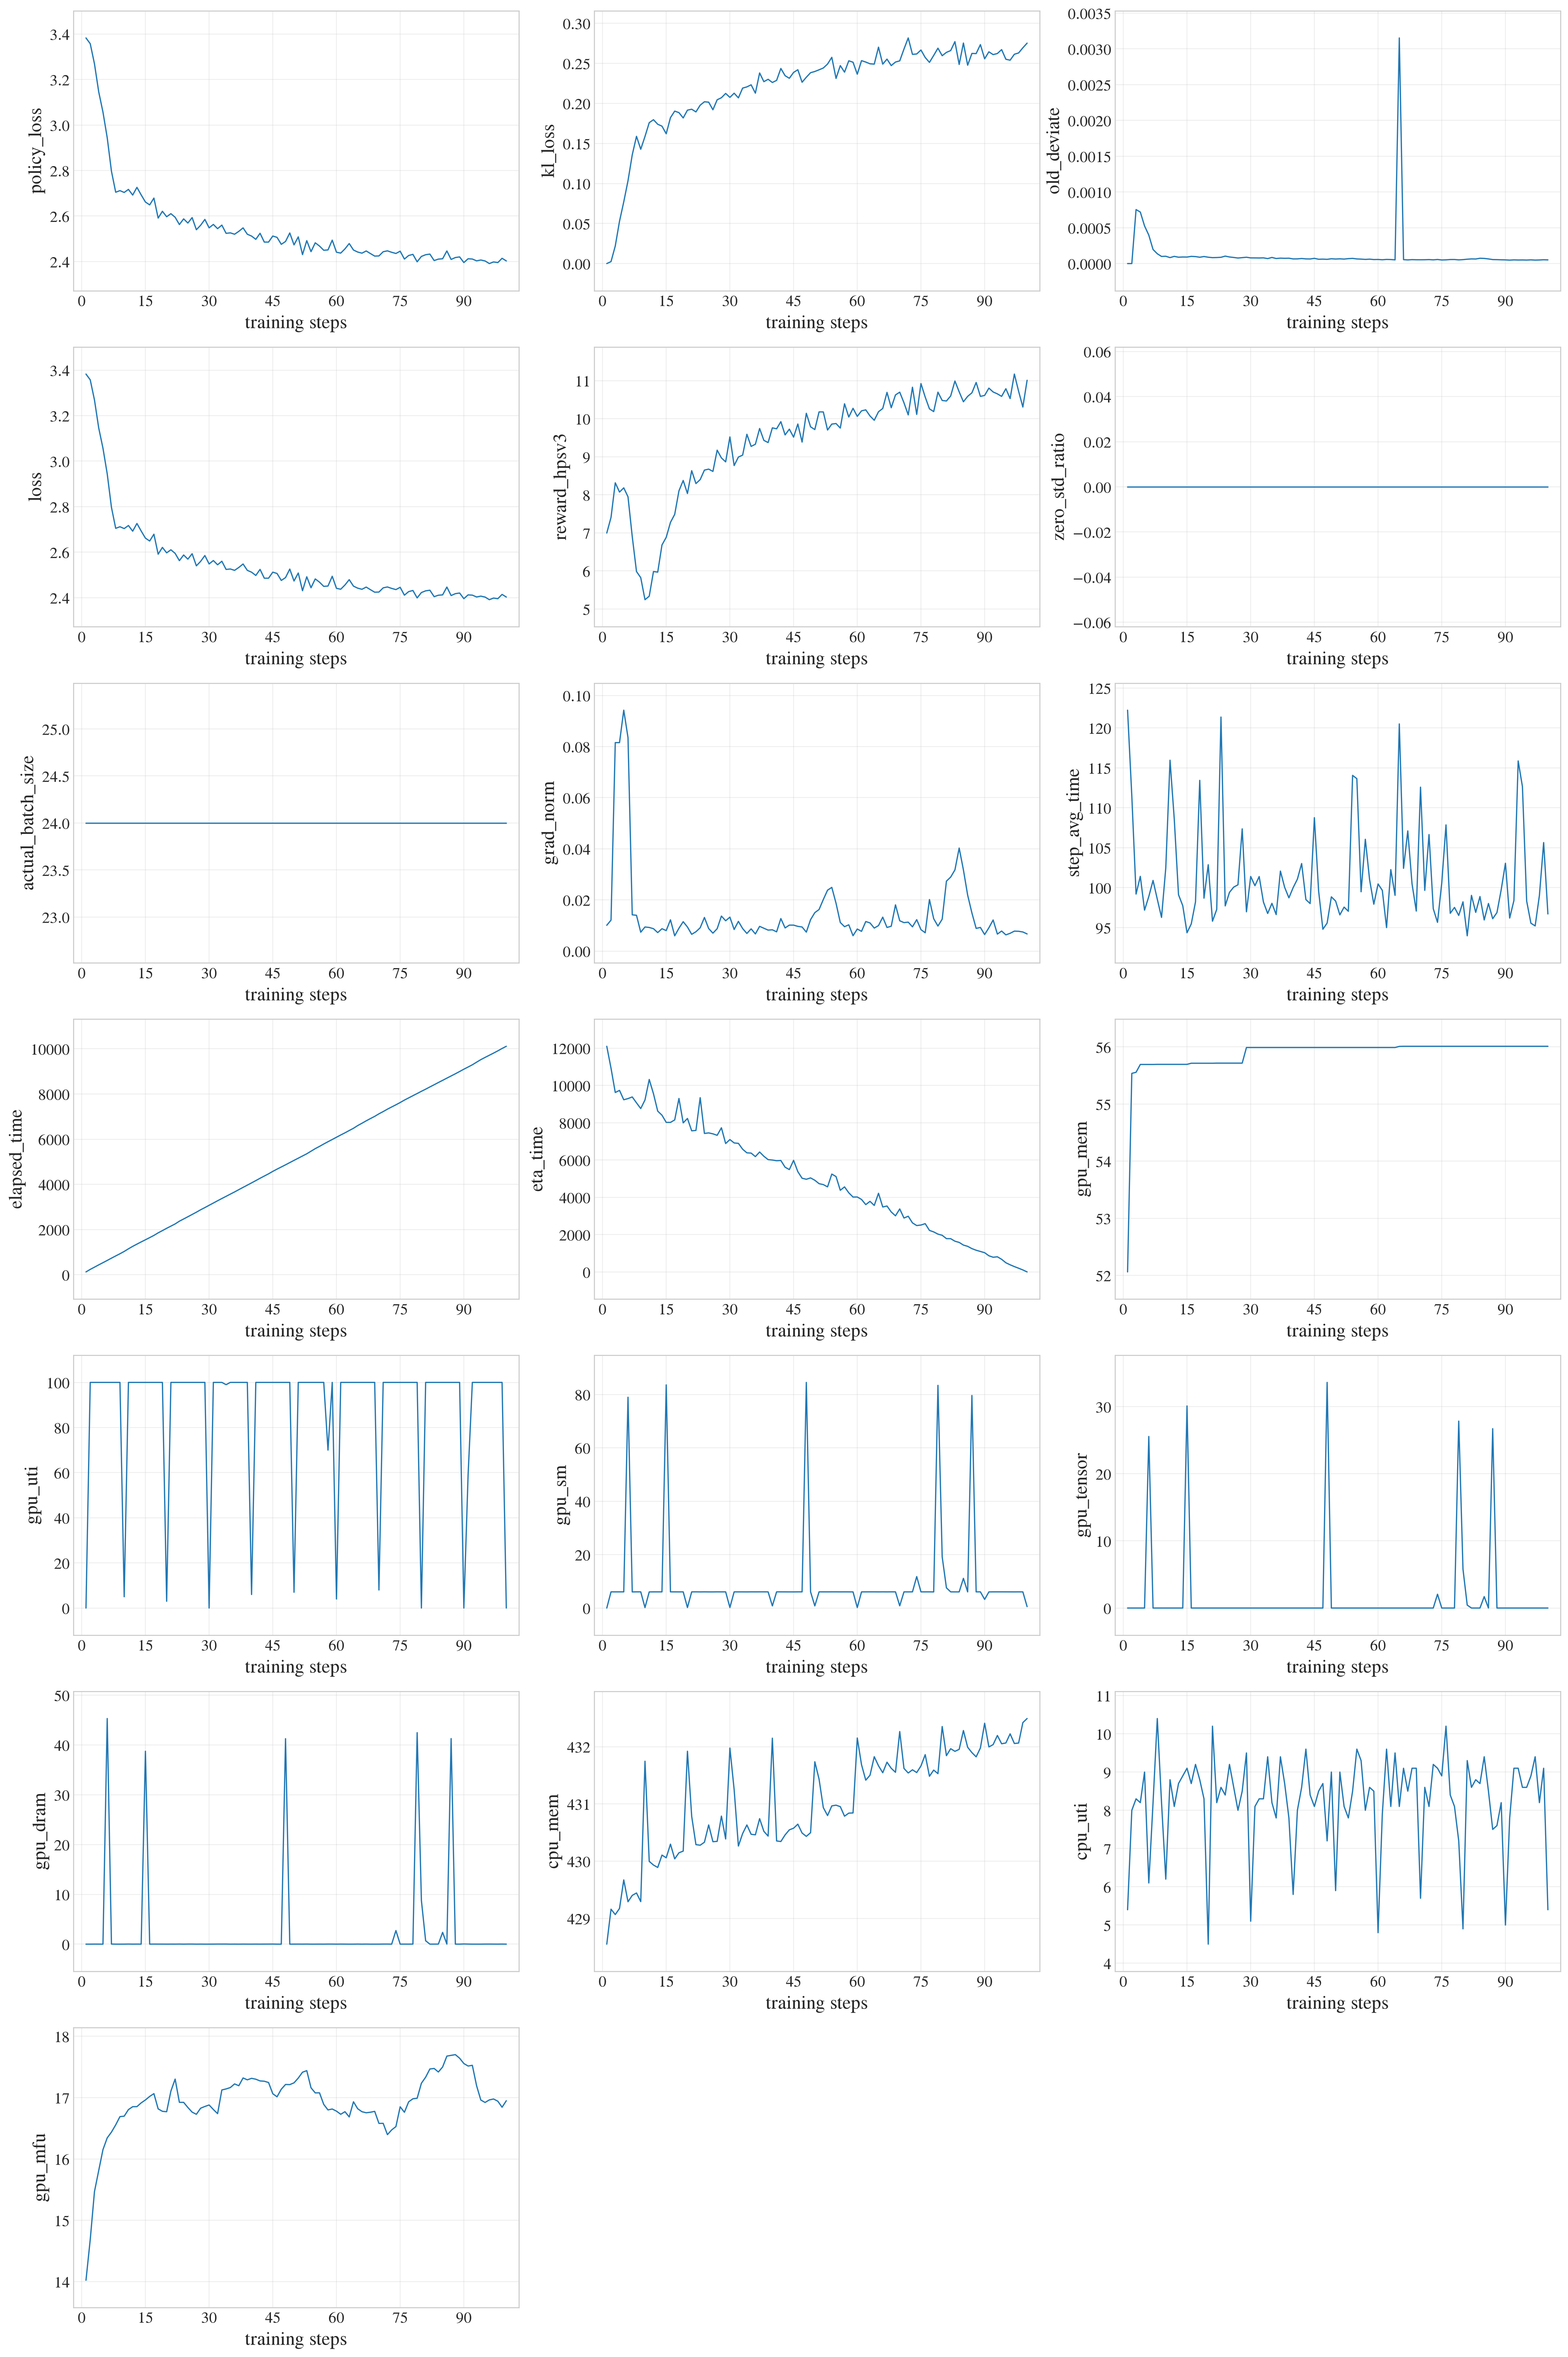 policy_loss
3.4
3.2
3.0
2.8
2.6
2.4
0 15 30 45 60 75 90
training steps
kl_loss
0.30
0.25
0.20
0.15
0.10
0.05
0.00
0 15 30 45 60 75 90
training steps
old_deviate
0.0035
0.0030
0.0025
0.0020
0.0015
0.0010
0.0005
0.0000
0 15 30 45 60 75 90
training steps
loss
3.4
3.2
3.0
2.8
2.6
2.4
0 15 30 45 60 75 90
training steps
reward_hpsv3
11
10
9
8
7
6
5
0 15 30 45 60 75 90
training steps
zero_std_ratio
0.06
0.04
0.02
0.00
−0.02
−0.04
−0.06
0 15 30 45 60 75 90
training steps
actual_batch_size
25.0
24.5
24.0
23.5
23.0
0 15 30 45 60 75 90
training steps
grad_norm
0.10
0.08
0.06
0.04
0.02
0.00
0 15 30 45 60 75 90
training steps
step_avg_time
125
120
115
110
105
100
95
0 15 30 45 60 75 90
training steps
elapsed_time
10000
8000
6000
4000
2000
0
0 15 30 45 60 75 90
training steps
eta_time
12000
10000
8000
6000
4000
2000
0
0 15 30 45 60 75 90
training steps
gpu_mem
56
55
54
53
52
0 15 30 45 60 75 90
training steps
gpu_uti
100
80
60
40
20
0
0 15 30 45 60 75 90
training steps
gpu_sm
80
60
40
20
0
0 15 30 45 60 75 90
training steps
gpu_tensor
30
20
10
0
0 15 30 45 60 75 90
training steps
gpu_dram
50
40
30
20
10
0
0 15 30 45 60 75 90
training steps
cpu_mem
432
431
430
429
0 15 30 45 60 75 90
training steps
cpu_uti
11
10
9
8
7
6
5
4
0 15 30 45 60 75 90
training steps
gpu_mfu
18
17
16
15
14
0 15 30 45 60 75 90
training steps